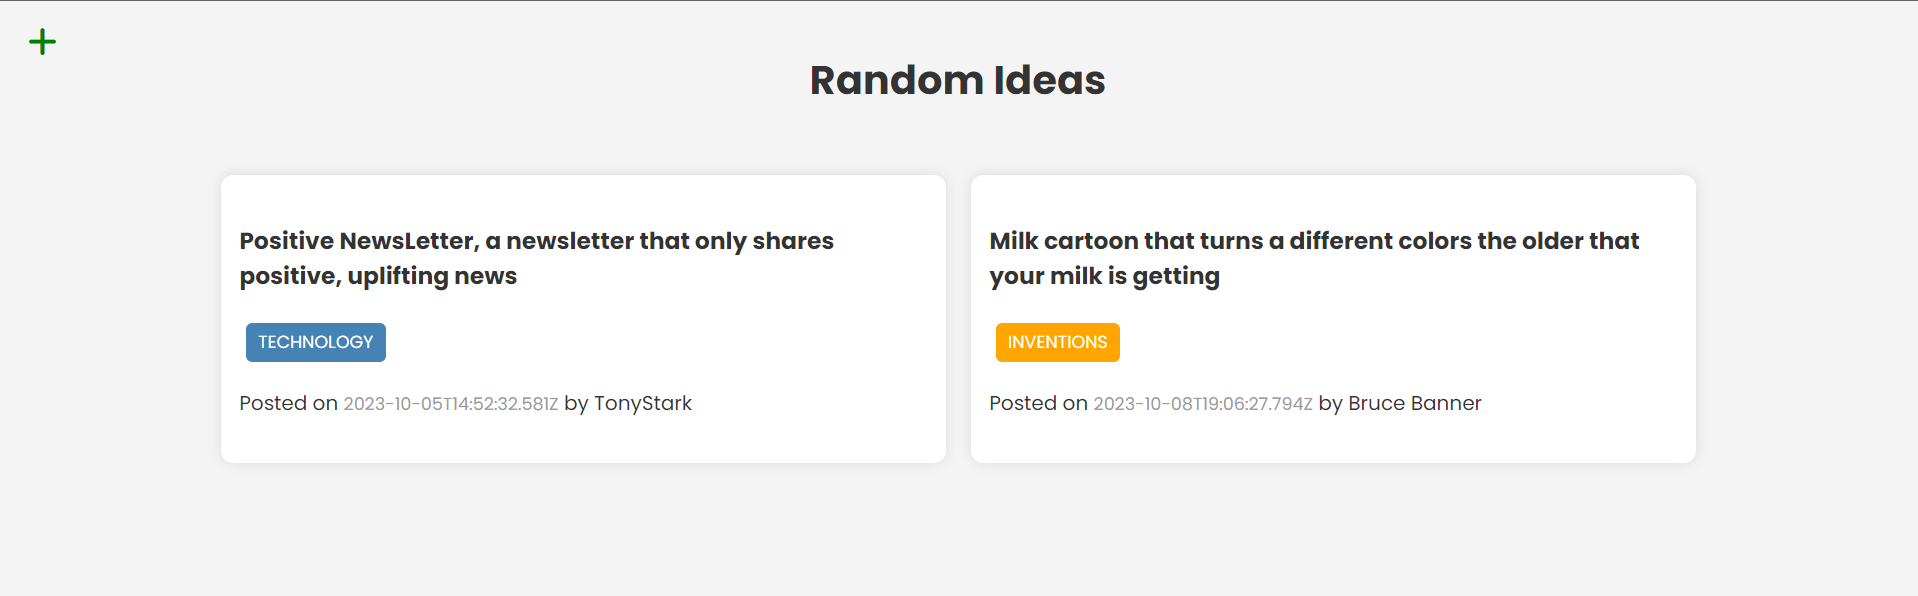 Random Ideas
Positive NewsLetter, a newsletter that only shares
positive, uplifting news
TECHNOLOGY
Posted on 2023-10-05T14:52:32.581Z by TonyStark
Milk cartoon that turns a different colors the older that
your milk is getting
INVENTIONS
Posted on 2023-10-08T19:06:27.794Z by Bruce Banner